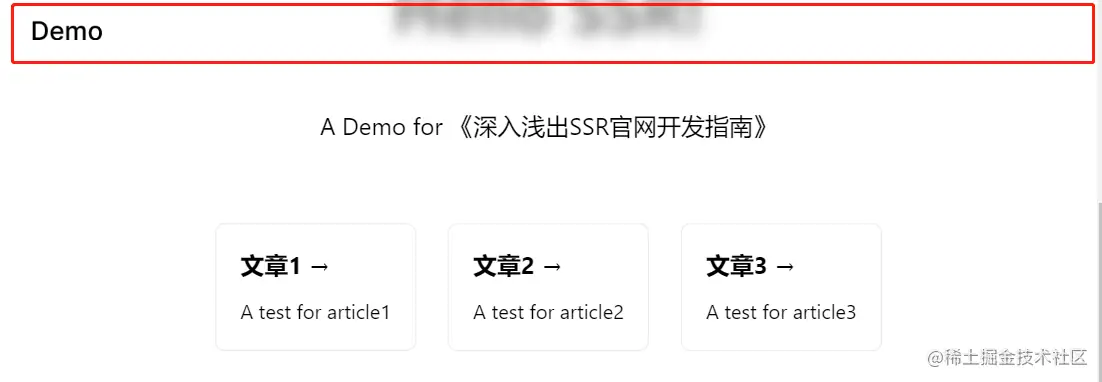 Hello SSR!
Demo
A Demo for 《深入浅出SSR官网开发指南》
文章1 →
A test for article1
文章2 →
A test for article2
文章3 →
A test for article3
@稀土掘金技术社区